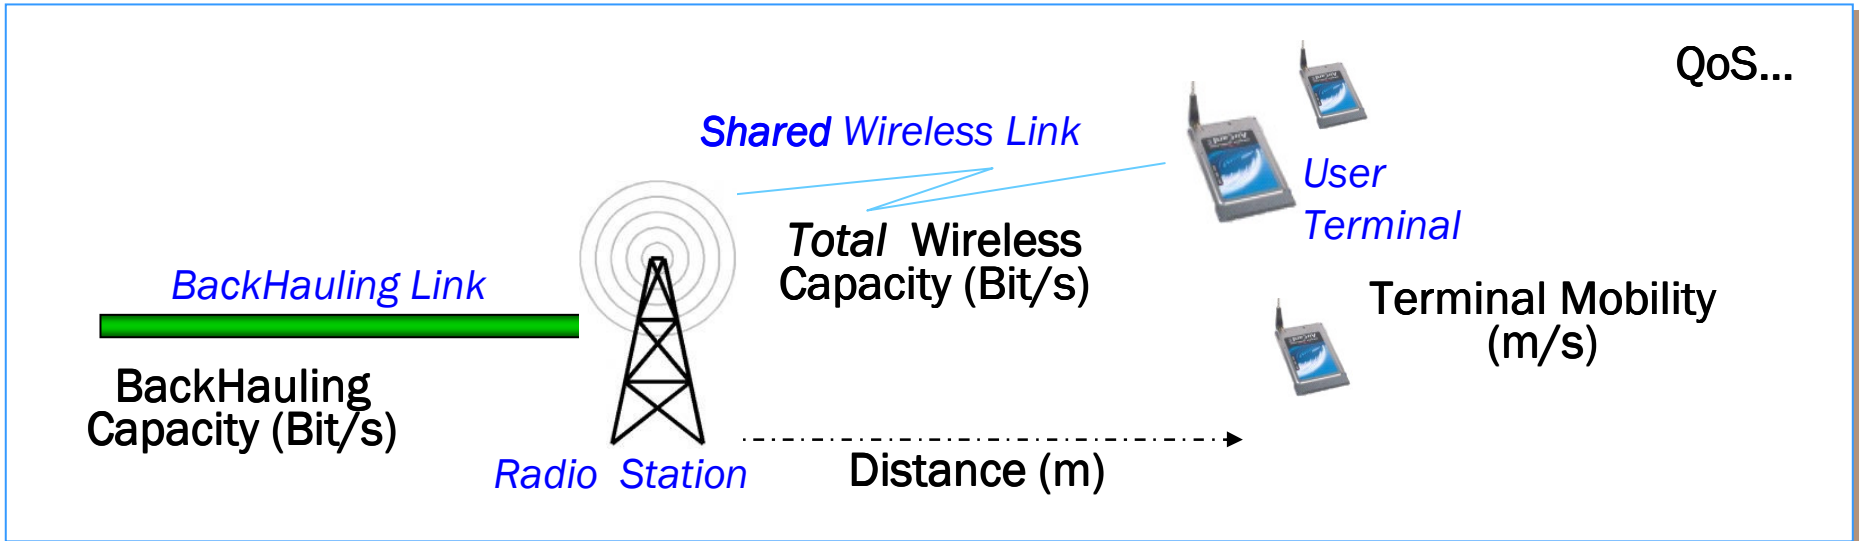 QoS...
Shared Wireless Link
User
Terminal
Total Wireless
Capacity (Bit/s)
BackHauling Link
Terminal Mobility
(m/s)
BackHauling
Capacity (Bit/s)
Radio Station
Distance (m)